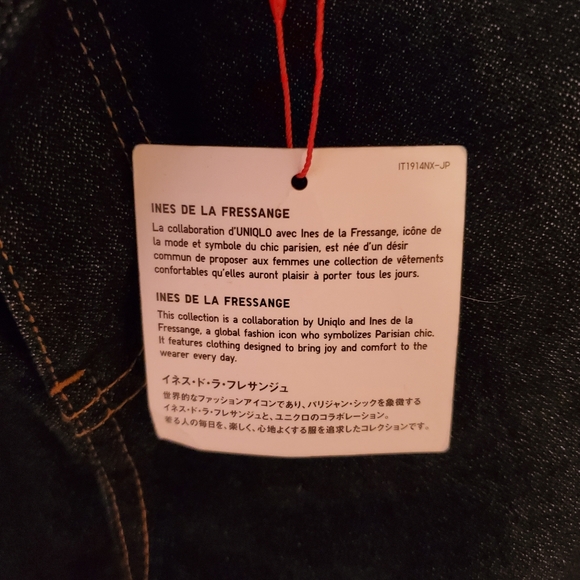 IT1914NX-JP
INES DE LA FRESSANGE
La collaboration d'UNIQLO avec Ines de la Fressange, icône de
la mode et symbole du chic parisien, est née d'un désir
commun de proposer aux femmes une collection de vêtements
confortables qu'elles auront plaisir à porter tous les jours.
INES DE LA FRESSANGE
This collection is a collaboration by Uniqlo and Ines de la
Fressange, a global fashion icon who symbolizes Parisian chic.
It features clothing designed to bring joy and comfort to the
wearer every day.
イネス・ド・ラ・フレサンジュ
世界的なファッションアイコンであり、パリジャン・シックを象徴する
イネス・ド・ラ・フレサンジュと、ユニクロのコラボレーション。
着る人の毎日を、楽しく、心地よくする服を追求したコレクションです。